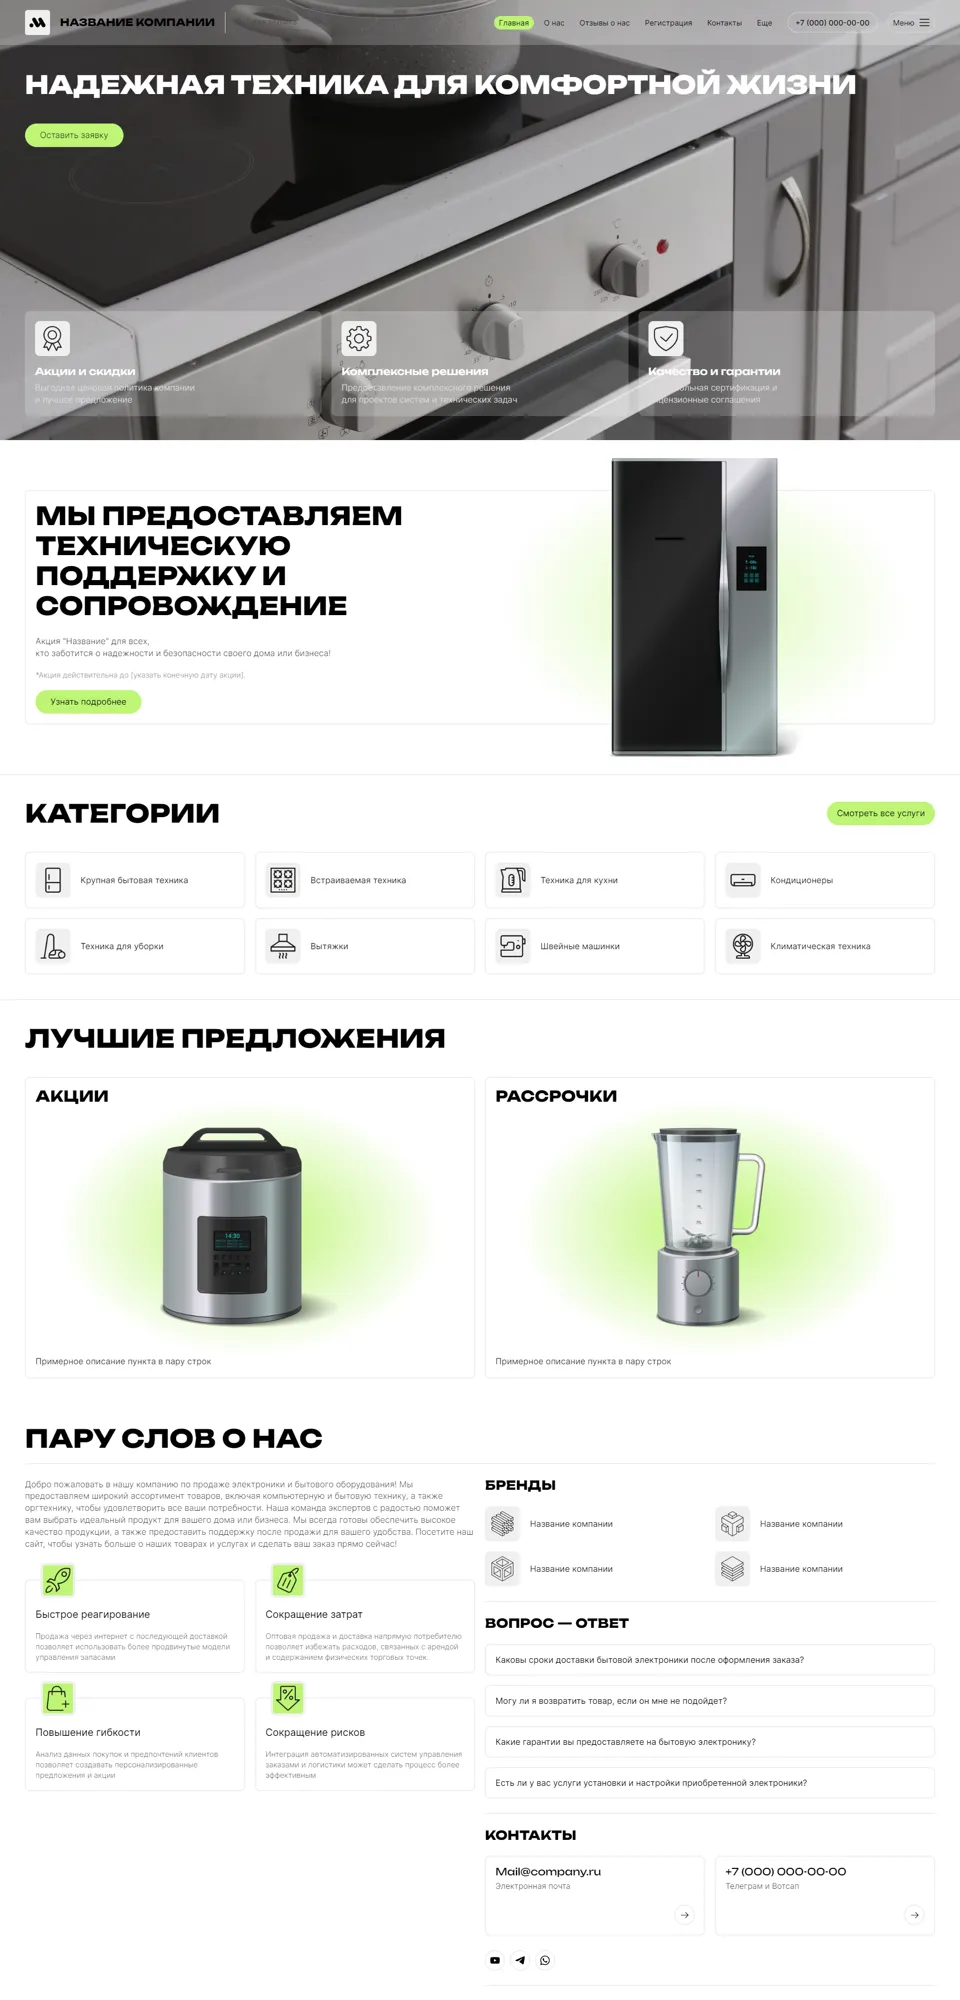 НАЗВАНИЕ КОМПАНИИ
Главная
О нас
Отзывы о нас
Регистрация
Контакты
Еще
+7 (000) 000-00-00
Меню
НАДЕЖНАЯ ТЕХНИКА ДЛЯ КОМФОРТНОЙ ЖИЗНИ
Оставить заявку
Акции и скидки
Выгодная ценовая политика компании
и лучшее предложение
Комплексные решения
Предоставление комплексного решения
для проектов систем и технических задач
Качество и гарантии
сертификация и
соглашения
МЫ ПРЕДОСТАВЛЯЕМ
ТЕХНИЧЕСКУЮ
ПОДДЕРЖКУ И
СОПРОВОЖДЕНИЕ
Акция "Название" для всех,
кто заботится о надежности и безопасности своего дома или бизнеса!
*Акция действительна до [указать конечную дату акции].
Узнать подробнее
КАТЕГОРИИ
Смотреть все услуги
Крупная бытовая техника
Встраиваемая техника
Техника для кухни
Кондиционеры
Техника для уборки
Вытяжки
Швейные машинки
Климатическая техника
ЛУЧШИЕ ПРЕДЛОЖЕНИЯ
АКЦИИ
14:30
Примерное описание пункта в пару строк
РАССРОЧКИ
Примерное описание пункта в пару строк
ПАРУ СЛОВ О НАС
Добро пожаловать в нашу компанию по продаже электроники и бытового оборудования! Мы
предоставляем широкий ассортимент товаров, включая компьютерную и бытовую технику, а также
оргтехнику, чтобы удовлетворить все ваши потребности. Наша команда экспертов с радостью поможет
вам выбрать идеальный продукт для вашего дома или бизнеса. Мы всегда готовы обеспечить высокое
качество продукции, а также предоставить поддержку после продажи для вашего удобства. Посетите наш
сайт, чтобы узнать больше о наших товарах и услугах и сделать ваш заказ прямо сейчас!
Быстрое реагирование
Продажа через интернет с последующей доставкой
позволяет использовать более продвинутые модели
управления запасами
Сокращение затрат
Оптовая продажа и доставка напрямую потребителю
позволяет избежать расходов, связанных с арендой
и содержанием физических торговых точек.
Повышение гибкости
Анализ данных покупок и предпочтений клиентов
позволяет создавать персонализированные
предложения и акции
Сокращение рисков
Интеграция автоматизированных систем управления
заказами и логистики может сделать процесс более
эффективным
БРЕНДЫ
Название компании
Название компании
Название компании
Название компании
ВОПРОС — ОТВЕТ
Каковы сроки доставки бытовой электроники после оформления заказа?
Могу ли я возвратить товар, если он мне не подойдет?
Какие гарантии вы предоставляете на бытовую электронику?
Есть ли у вас услуги установки и настройки приобретенной электроники?
КОНТАКТЫ
Mail@company.ru
Электронная почта
+7 (000) 000-00-00
Телеграм и Вотсап